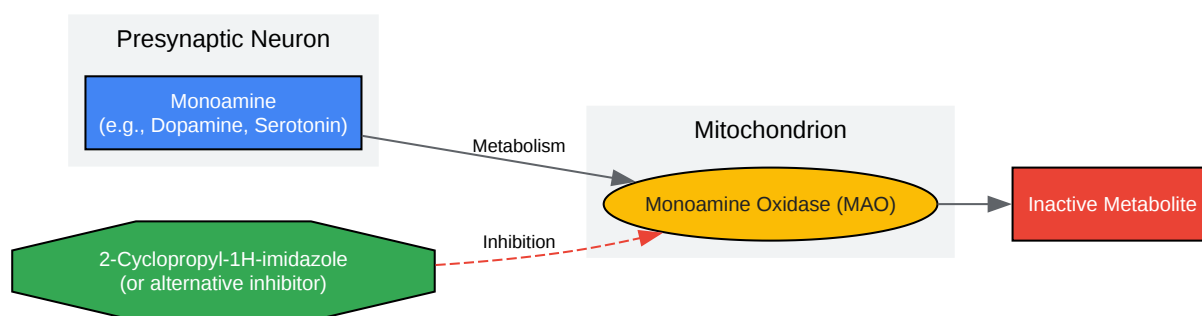 Presynaptic Neuron
Monoamine
(e.g., Dopamine, Serotonin)
Metabolism
Mitochondrion
Monoamine Oxidase (MAO)
Inactive Metabolite
2-Cyclopropyl-1H-imidazole
(or alternative inhibitor)
Inhibition